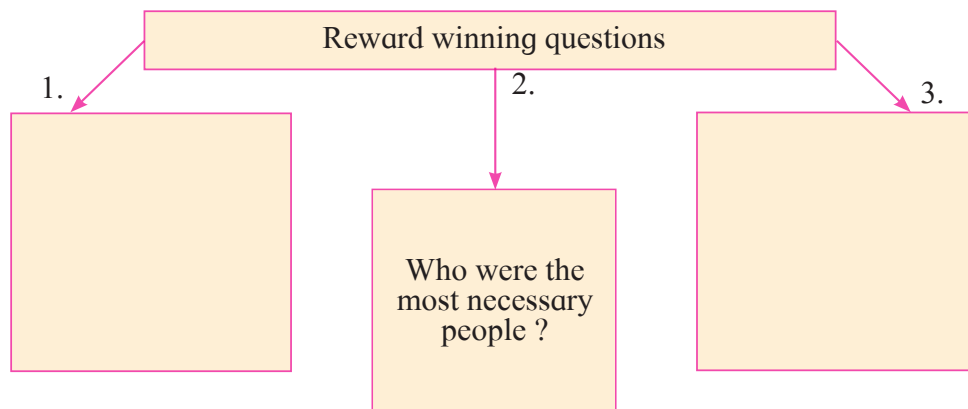 Reward winning questions
1.
2.
3.
Who were the
most necessary
people ?